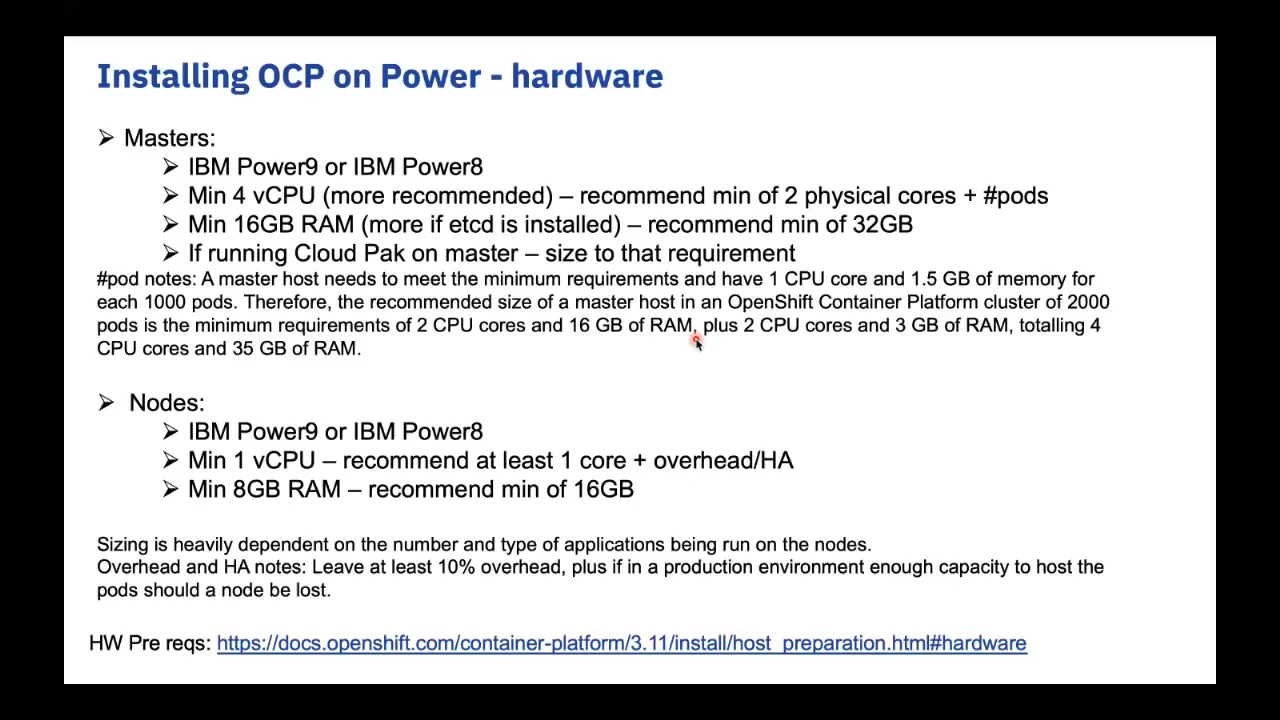 Installing OCP on Power - hardware
➢ Masters:
➢ IBM Power9 or IBM Power8
➢ Min 4 vCPU (more recommended) – recommend min of 2 physical cores + #pods
➢ Min 16GB RAM (more if etcd is installed) – recommend min of 32GB
➢ If running Cloud Pak on master – size to that requirement
#pod notes: A master host needs to meet the minimum requirements and have 1 CPU core and 1.5 GB of memory for
each 1000 pods. Therefore, the recommended size of a master host in an OpenShift Container Platform cluster of 2000
pods is the minimum requirements of 2 CPU cores and 16 GB of RAM, plus 2 CPU cores and 3 GB of RAM, totalling 4
CPU cores and 35 GB of RAM.
➢ Nodes:
➢ IBM Power9 or IBM Power8
➢ Min 1 vCPU – recommend at least 1 core + overhead/HA
➢ Min 8GB RAM – recommend min of 16GB
Sizing is heavily dependent on the number and type of applications being run on the nodes.
Overhead and HA notes: Leave at least 10% overhead, plus if in a production environment enough capacity to host the
pods should a node be lost.
HW Pre reqs: https://docs.openshift.com/container-platform/3.11/install/host_preparation.html#hardware